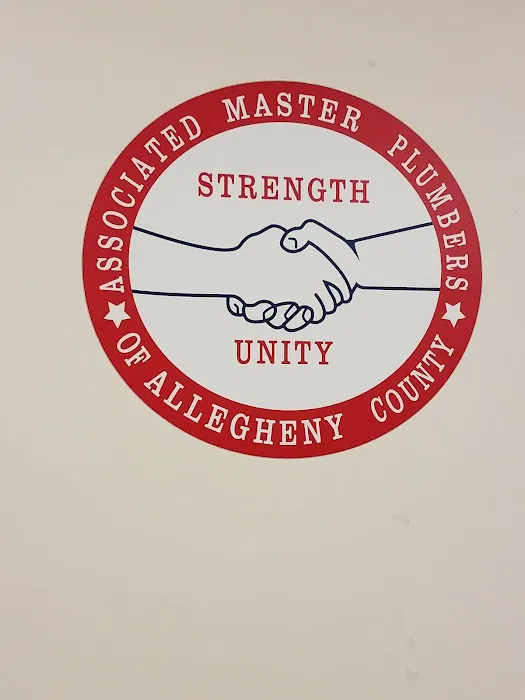 ASSOCIATED MASTER PLUMBERS
STRENGTH
UNITY
OF ALLEGHENY COUNTY